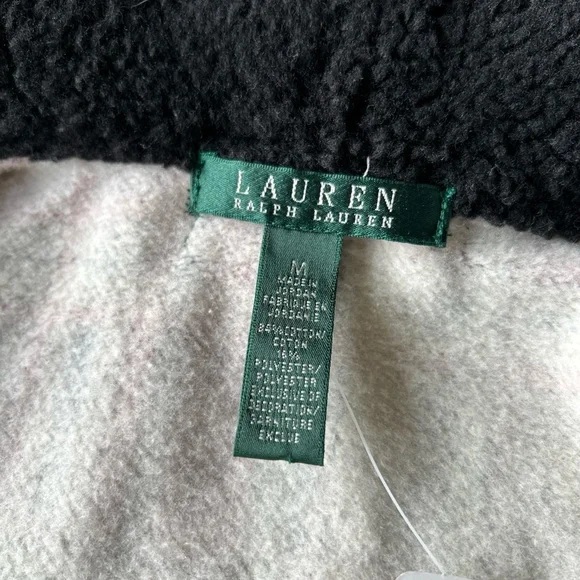 LAUREN
RALPH LAUREN
M
MADE IN
JORDAN
FABRIQUE EN
JORDANIE
84% COTTON/
COTON
16%
POLYESTER/
POLYESTER
EXCLUSIVE OF
DECORATION/
GARNITURE
EXCLUE